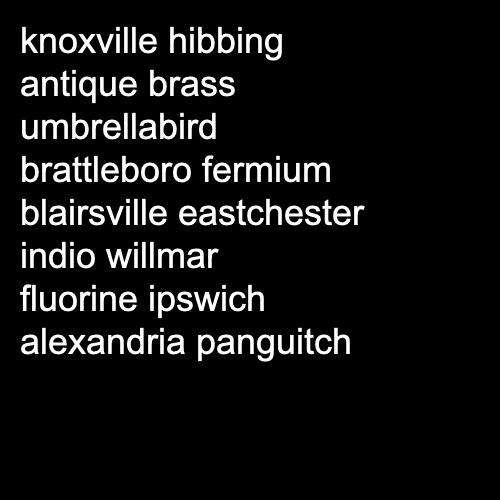 knoxville hibbing
antique brass
umbrellabird
brattleboro fermium
blairsville eastchester
indio willmar
fluorine ipswich
alexandria panguitch